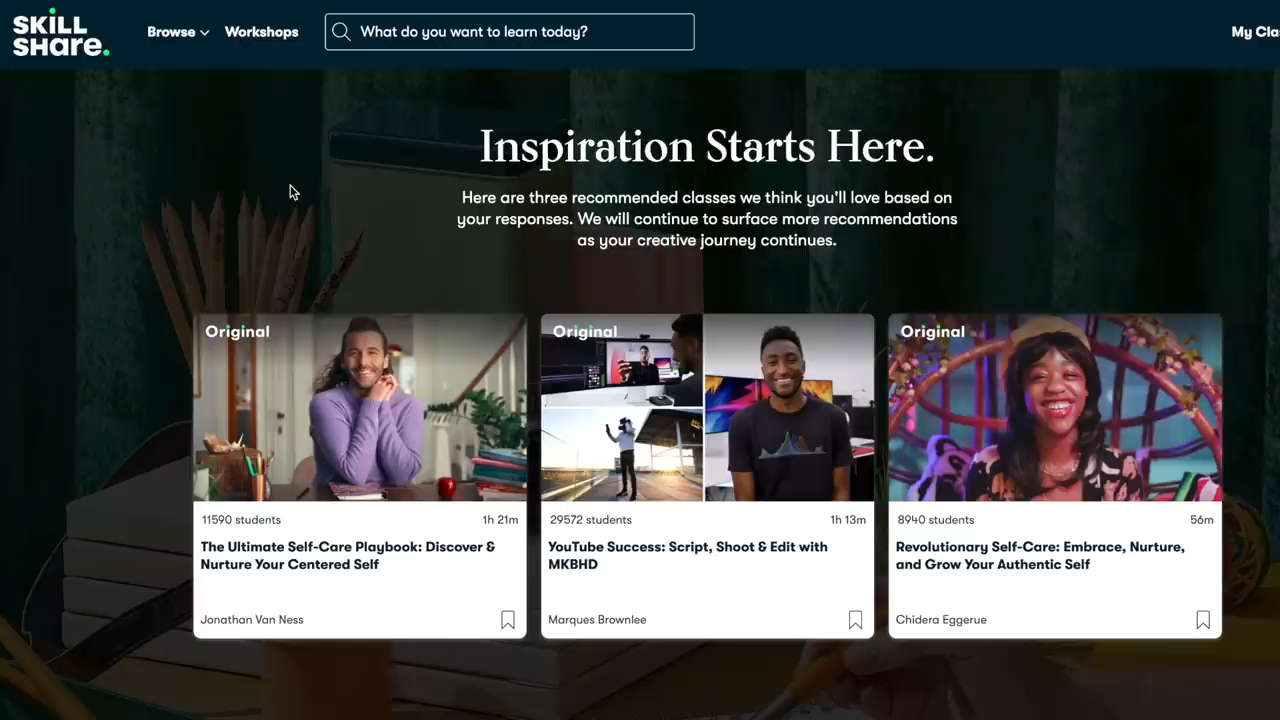 SKILL
SHare.
Browse
Workshops
What do you want to learn today?
My Cla
Inspiration Starts Here.
Here are three recommended classes we think you'll love based on
your responses. We will continue to surface more recommendations
as your creative journey continues.
Original
11590 students
1h 21m
The Ultimate Self-Care Playbook: Discover &
Nurture Your Centered Self
Jonathan Van Ness
Original
29572 students
1h 13m
YouTube Success: Script, Shoot & Edit with
MKBHD
Marques Brownlee
Original
8940 students
56m
Revolutionary Self-Care: Embrace, Nurture,
and Grow Your Authentic Self
Chidera Eggerue